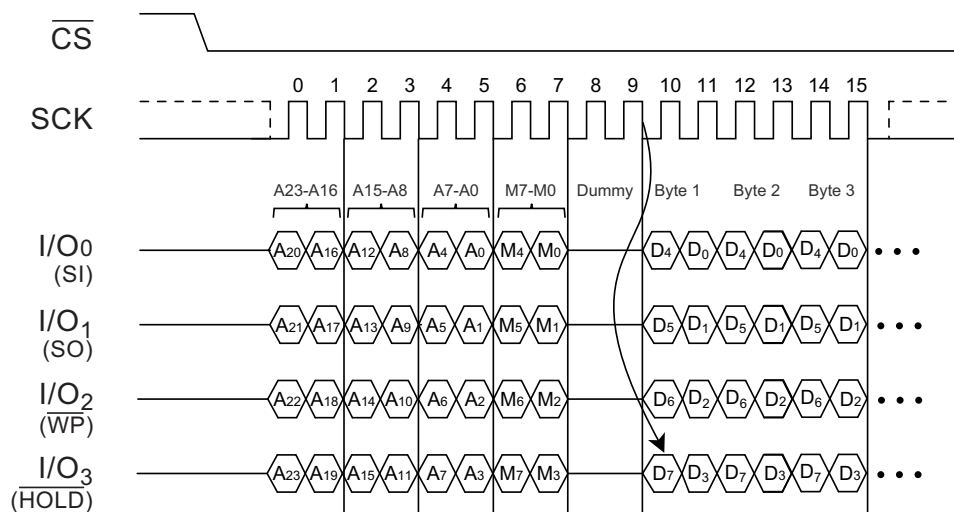 CS
0 1 2 3 4 5 6 7 8 9 10 11 12 13 14 15
SCK
A23-A16 A15-A8 A7-A0 M7-M0 Dummy Byte 1 Byte 2 Byte 3
I/O0 A20 A16 A12 A8 A4 A0 M4 M0 D4 D0 D4 D0 D4 D0 • • •
(SI)
I/O1 A21 A17 A13 A9 A5 A1 M5 M1 D5 D1 D5 D1 D5 D1 • • •
(SO)
I/O2 A22 A18 A14 A10 A6 A2 M6 M2 D6 D2 D6 D2 D6 D2 • • •
(WP)
I/O3 A23 A19 A15 A11 A7 A3 M7 M3 D7 D3 D7 D3 D7 D3 • • •
(HOLD)